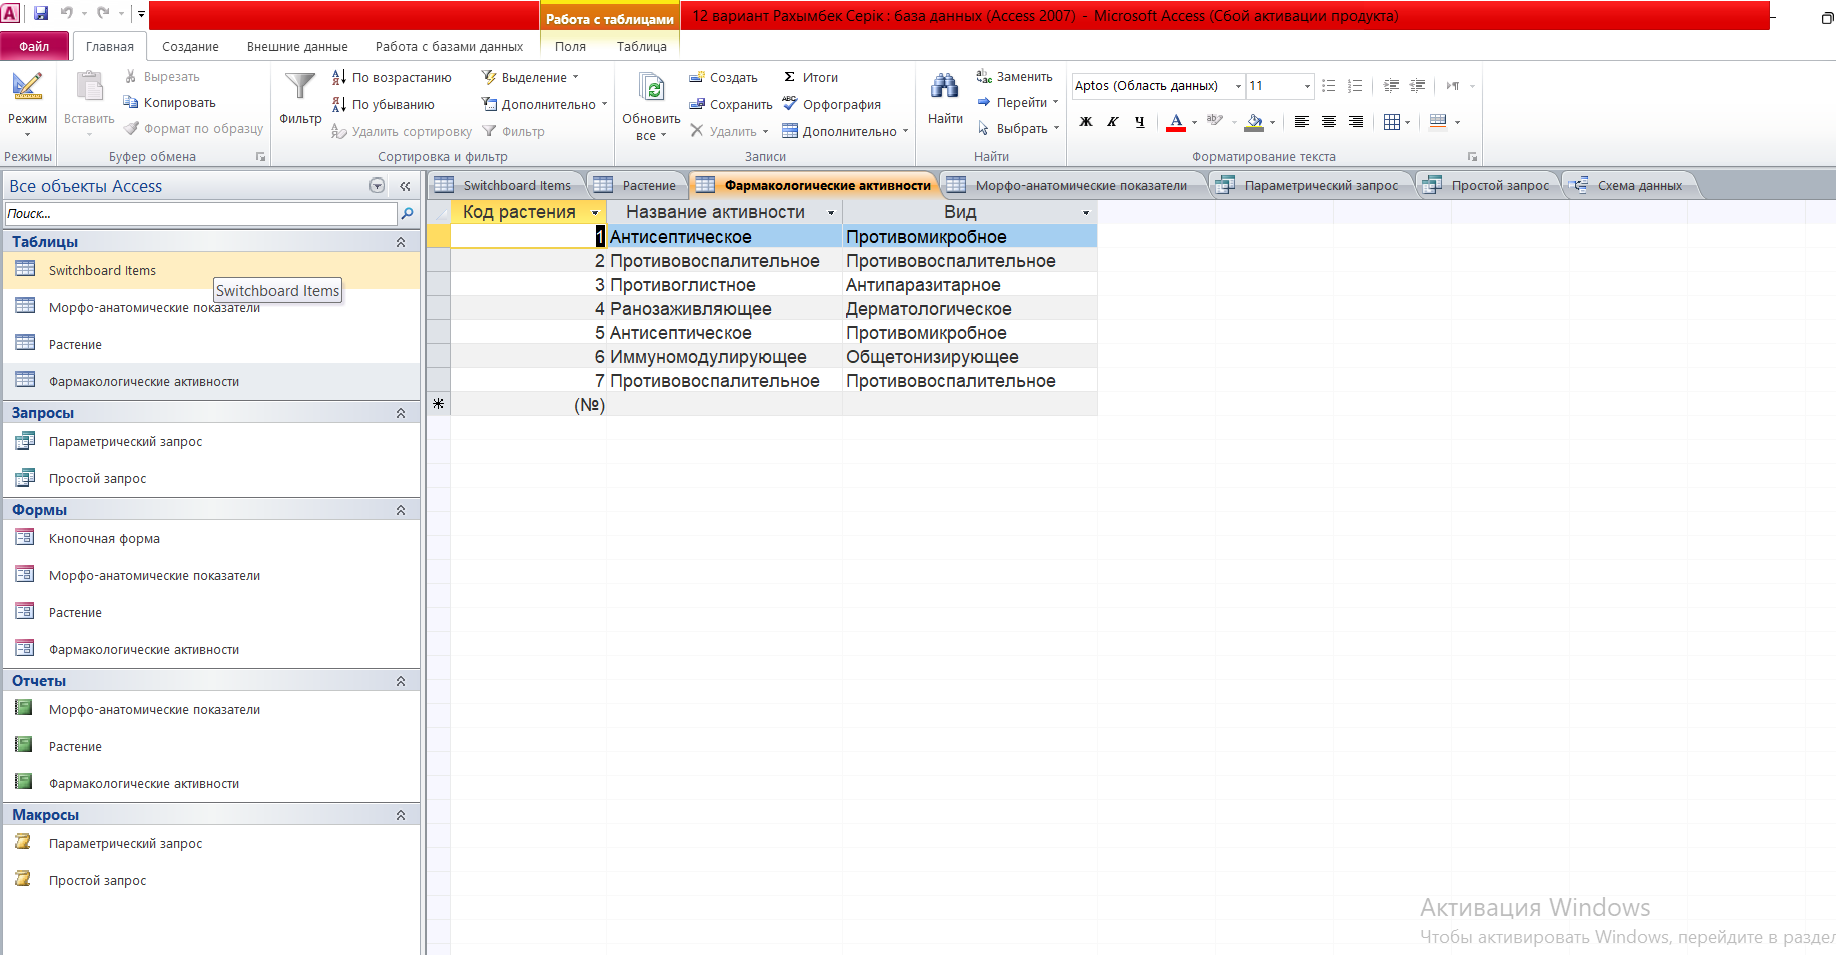 Работа с таблицами
12 вариант Рахымбек Серік : база данных (Access 2007) - Microsoft Access (Сбой активации продукта)
Файл
Главная
Создание
Внешние данные
Работа с базами данных
Поля
Таблица
Режим
Режимы
Вставить
Вырезать
Копировать
Формат по образцу
Буфер обмена
Фильтр
По возрастанию
По убыванию
Удалить сортировку
Выделение
Дополнительно
Фильтр
Сортировка и фильтр
Обновить
все
Создать
Сохранить
Удалить
Итоги
Орфография
Дополнительно
Записи
Найти
Заменить
Перейти
Выбрать
Найти
Aptos (Область данных)
11
Ж К Ч
Форматирование текста
Все объекты Access
Поиск...
Таблицы
Switchboard Items
Switchboard Items
Морфо-анатомические показатели
Растение
Фармакологические активности
Запросы
Параметрический запрос
Простой запрос
Формы
Кнопочная форма
Морфо-анатомические показатели
Растение
Фармакологические активности
Отчеты
Морфо-анатомические показатели
Растение
Фармакологические активности
Макросы
Параметрический запрос
Простой запрос
Switchboard Items
Растение
Фармакологические активности
Морфо-анатомические показатели
Параметрический запрос
Простой запрос
Схема данных
Код растения Название активности Вид
1 Антисептическое Противомикробное
2 Противовоспалительное Противовоспалительное
3 Противоглистное Антипаразитарное
4 Ранозаживляющее Дерматологическое
5 Антисептическое Противомикробное
6 Иммуномодулирующее Общетонизирующее
7 Противовоспалительное Противовоспалительное
(№)
Активация Windows
Чтобы активировать Windows, перейдите в раздел